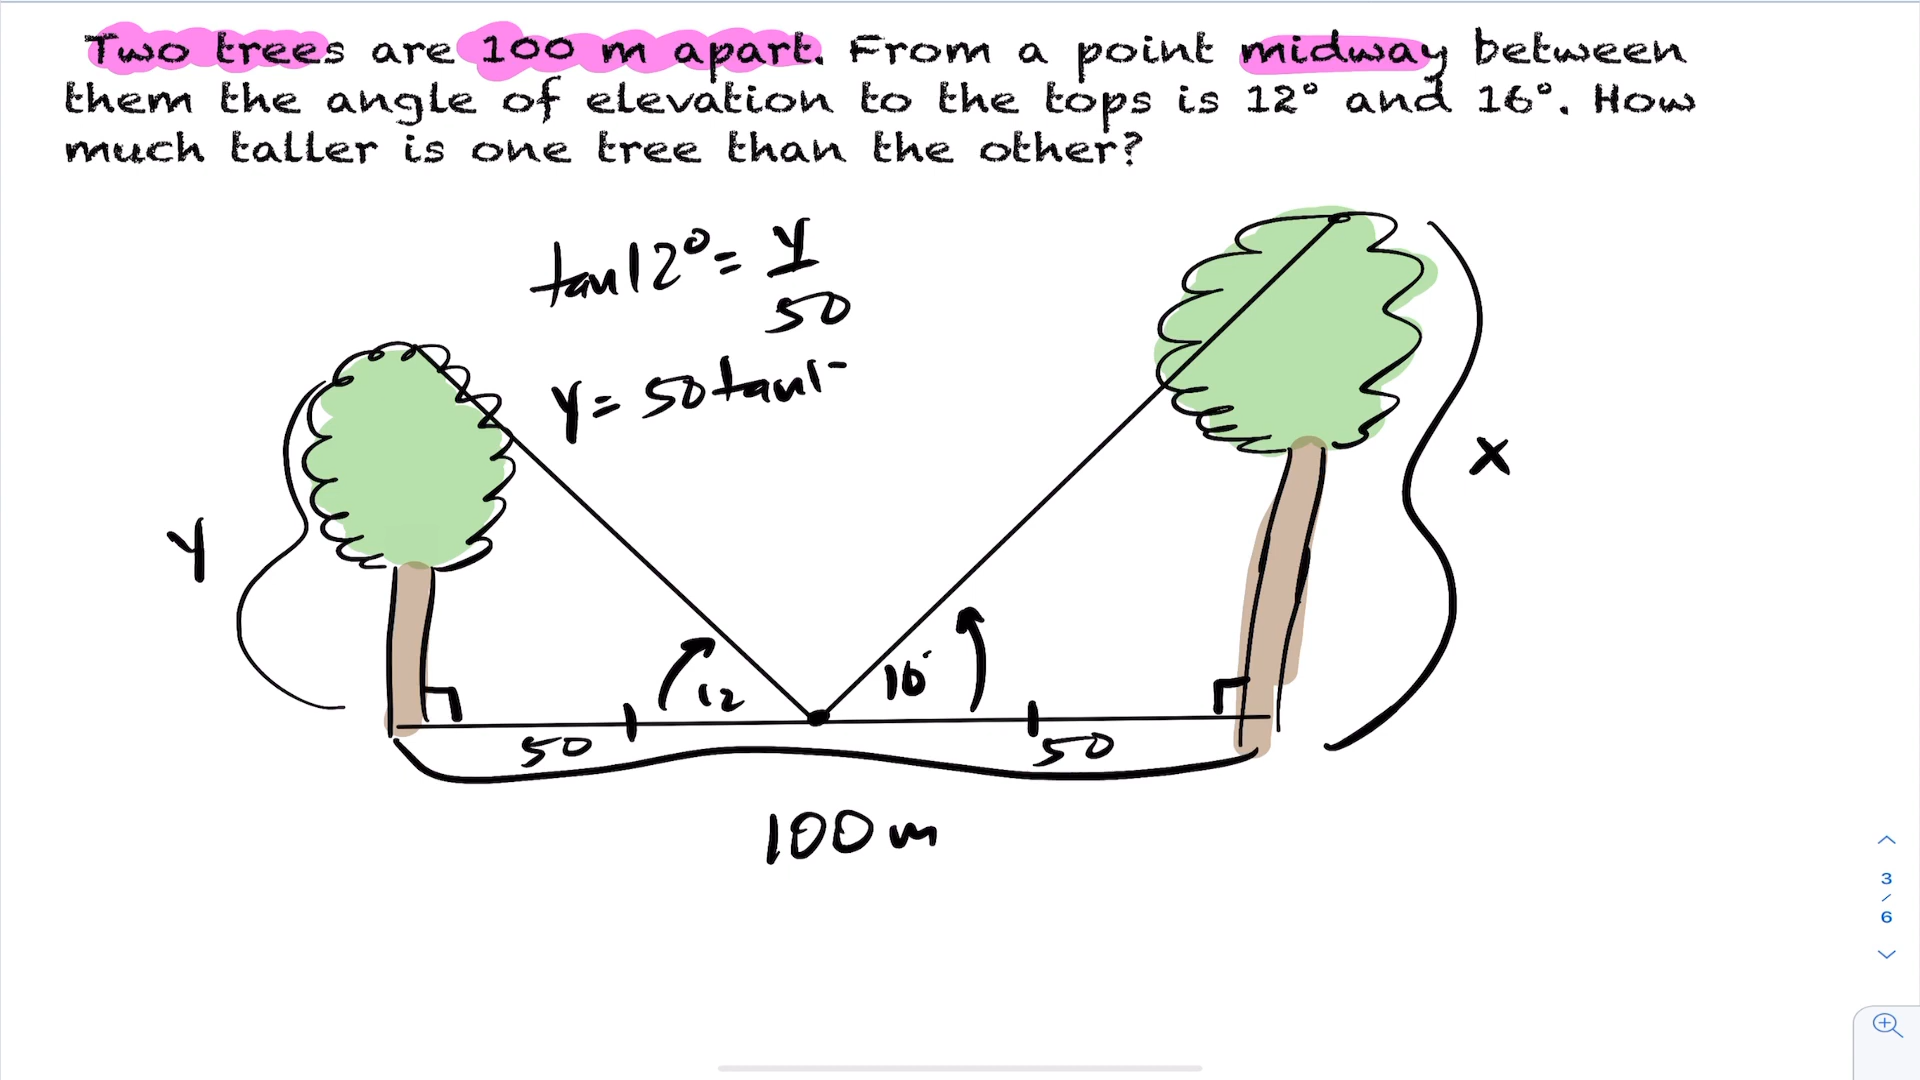 Two trees are 100 m apart. From a point midway between
them the angle of elevation to the tops is 12° and 16°. How
much taller is one tree than the other?
tan12° = Y
50
Y = 50tan1
X
Y
12
16°
50
50
100m
3
/
6